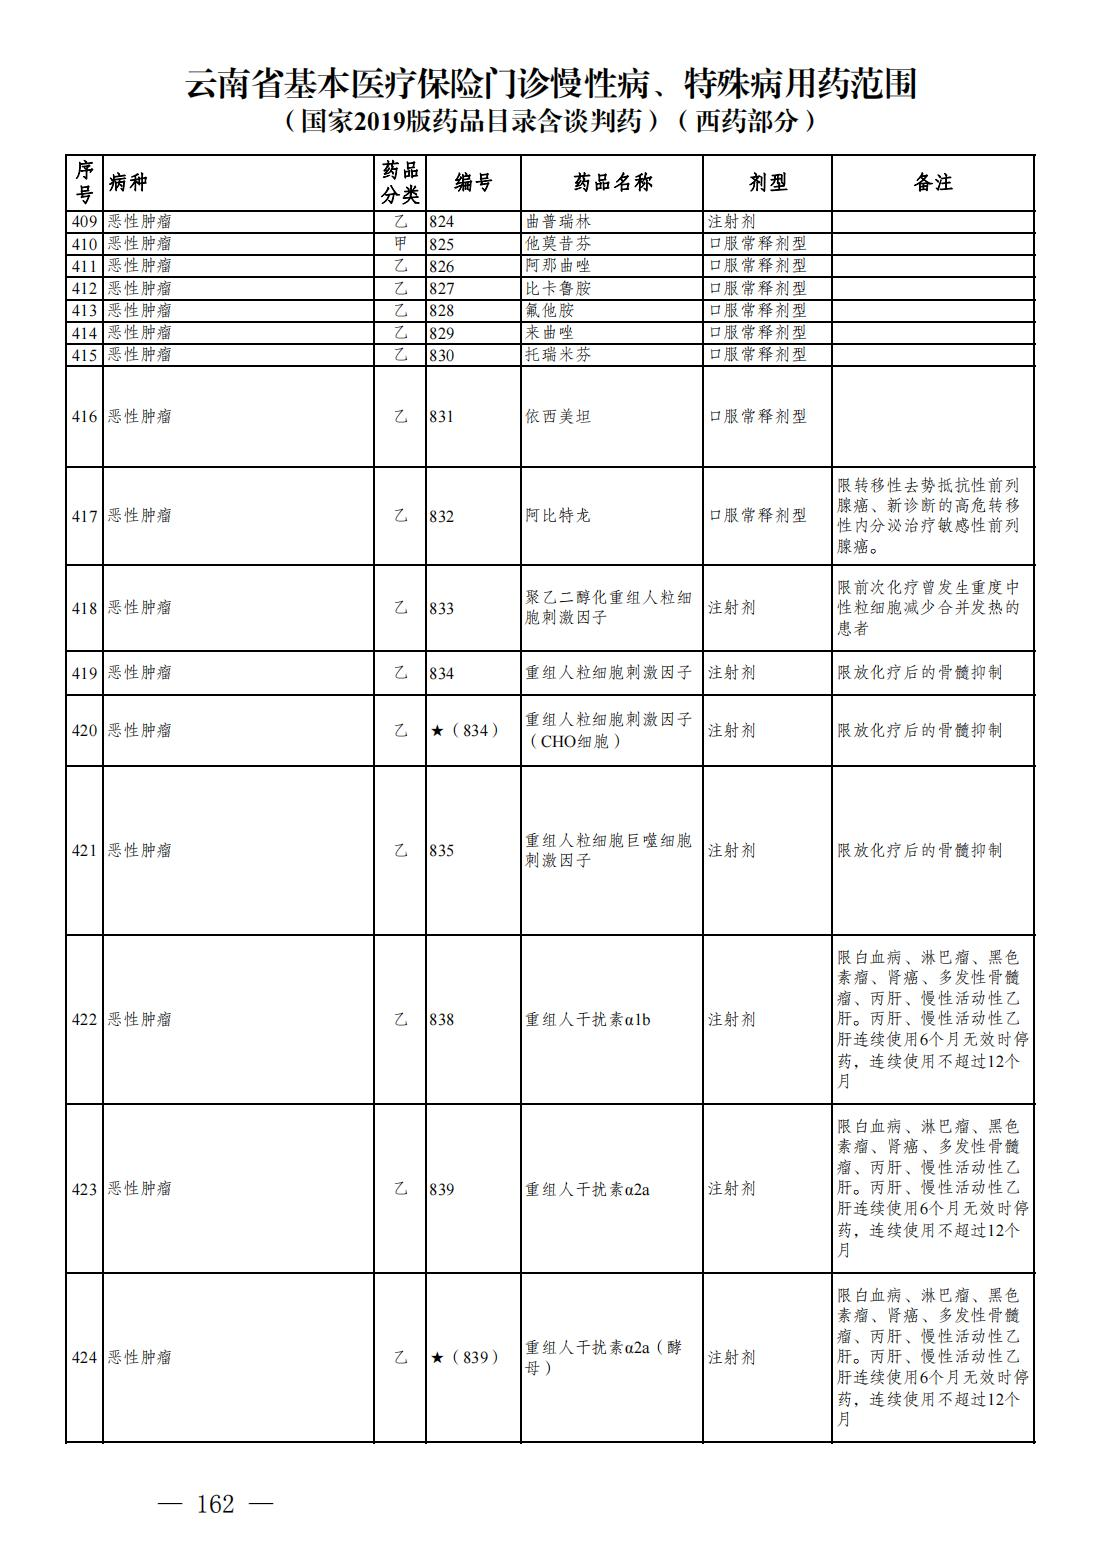 云南省基本医疗保险门诊慢性病、特殊病用药范围
（国家2019版药品目录含谈判药）（西药部分）
序号 病种 药品分类 编号 药品名称 剂型 备注
409 恶性肿瘤 乙 824 曲普瑞林 注射剂
410 恶性肿瘤 甲 825 他莫昔芬 口服常释剂型
411 恶性肿瘤 乙 826 阿那曲唑 口服常释剂型
412 恶性肿瘤 乙 827 比卡鲁胺 口服常释剂型
413 恶性肿瘤 乙 828 氟他胺 口服常释剂型
414 恶性肿瘤 乙 829 来曲唑 口服常释剂型
415 恶性肿瘤 乙 830 托瑞米芬 口服常释剂型
416 恶性肿瘤 乙 831 依西美坦 口服常释剂型
417 恶性肿瘤 乙 832 阿比特龙 口服常释剂型
限转移性去势抵抗性前列
腺癌、新诊断的高危转移
性内分泌治疗敏感性前列
腺癌。
418 恶性肿瘤 乙 833
聚乙二醇化重组人粒细
胞刺激因子
注射剂
限前次化疗曾发生重度中
性粒细胞减少合并发热的
患者
419 恶性肿瘤 乙 834 重组人粒细胞刺激因子 注射剂 限放化疗后的骨髓抑制
420 恶性肿瘤 乙 ★（834）
重组人粒细胞刺激因子
（CHO细胞）
注射剂 限放化疗后的骨髓抑制
421 恶性肿瘤 乙 835
重组人粒细胞巨噬细胞
刺激因子
注射剂 限放化疗后的骨髓抑制
422 恶性肿瘤 乙 838 重组人干扰素α1b 注射剂
限白血病、淋巴瘤、黑色
素瘤、肾癌、多发性骨髓
瘤、丙肝、慢性活动性乙
肝。丙肝、慢性活动性乙
肝连续使用6个月无效时停
药，连续使用不超过12个
月
423 恶性肿瘤 乙 839 重组人干扰素α2a 注射剂
限白血病、淋巴瘤、黑色
素瘤、肾癌、多发性骨髓
瘤、丙肝、慢性活动性乙
肝。丙肝、慢性活动性乙
肝连续使用6个月无效时停
药，连续使用不超过12个
月
424 恶性肿瘤 乙 ★（839）
重组人干扰素α2a（酵
母）
注射剂
限白血病、淋巴瘤、黑色
素瘤、肾癌、多发性骨髓
瘤、丙肝、慢性活动性乙
肝。丙肝、慢性活动性乙
肝连续使用6个月无效时停
药，连续使用不超过12个
月
— 162 —